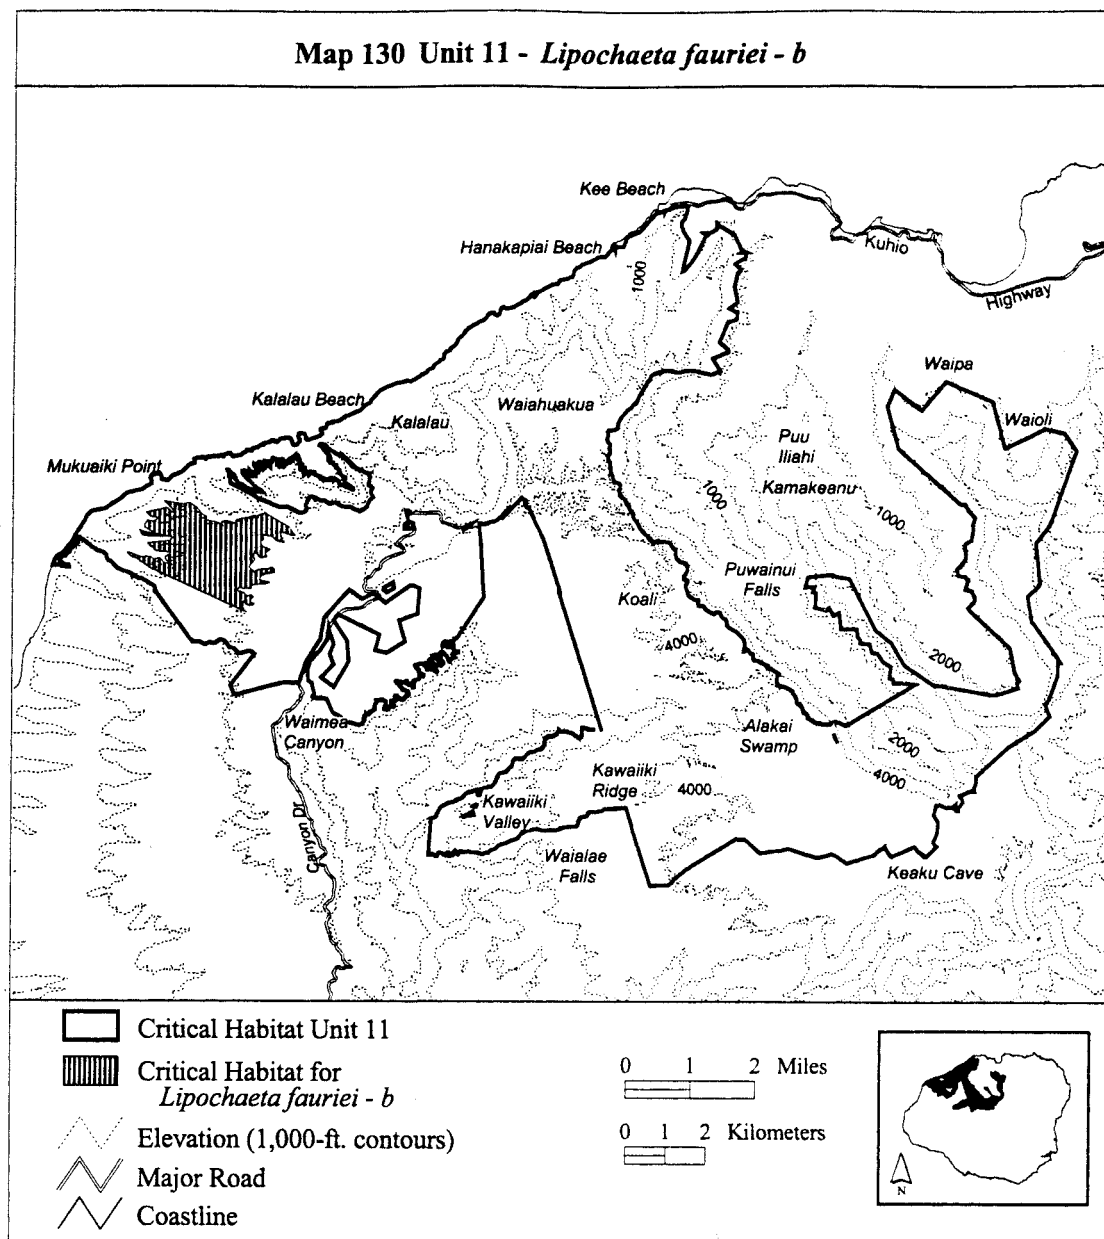 Map 130 Unit 11 - Lipochaeta fauriei - b
Kee Beach
Hanakapiai Beach
Kuhio
Highway
1000
Waipa
Kalalau Beach
Waiahuakua
Kalalau
Waioli
Puu
Iliahi
Mukuaiki Point
Kamakeanu
1000
1000
Puwainui
Falls
Koali
4000
2000
Waimea
Canyon
Alakai
Swamp
2000
4000
Kawaiiki
Ridge
4000
Kawaiiki
Valley
Canyon Dr
Waialae
Falls
Keaku Cave
Critical Habitat Unit 11
Critical Habitat for
Lipochaeta fauriei - b
Elevation (1,000-ft. contours)
Major Road
Coastline
0 1 2 Miles
0 1 2 Kilometers
N